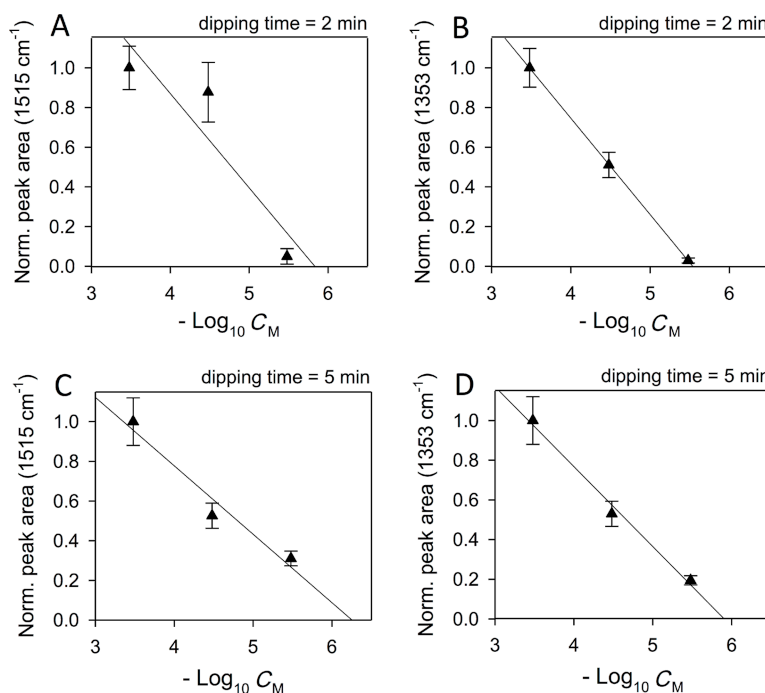 A
dipping time = 2 min
Norm. peak area (1515 cm-1)
1.0
0.8
0.6
0.4
0.2
0.0
3 4 5 6
- Log10 CM
B
dipping time = 2 min
Norm. peak area (1353 cm-1)
1.0
0.8
0.6
0.4
0.2
0.0
3 4 5 6
- Log10 CM
C
dipping time = 5 min
Norm. peak area (1515 cm-1)
1.0
0.8
0.6
0.4
0.2
0.0
3 4 5 6
- Log10 CM
D
dipping time = 5 min
Norm. peak area (1353 cm-1)
1.0
0.8
0.6
0.4
0.2
0.0
3 4 5 6
- Log10 CM